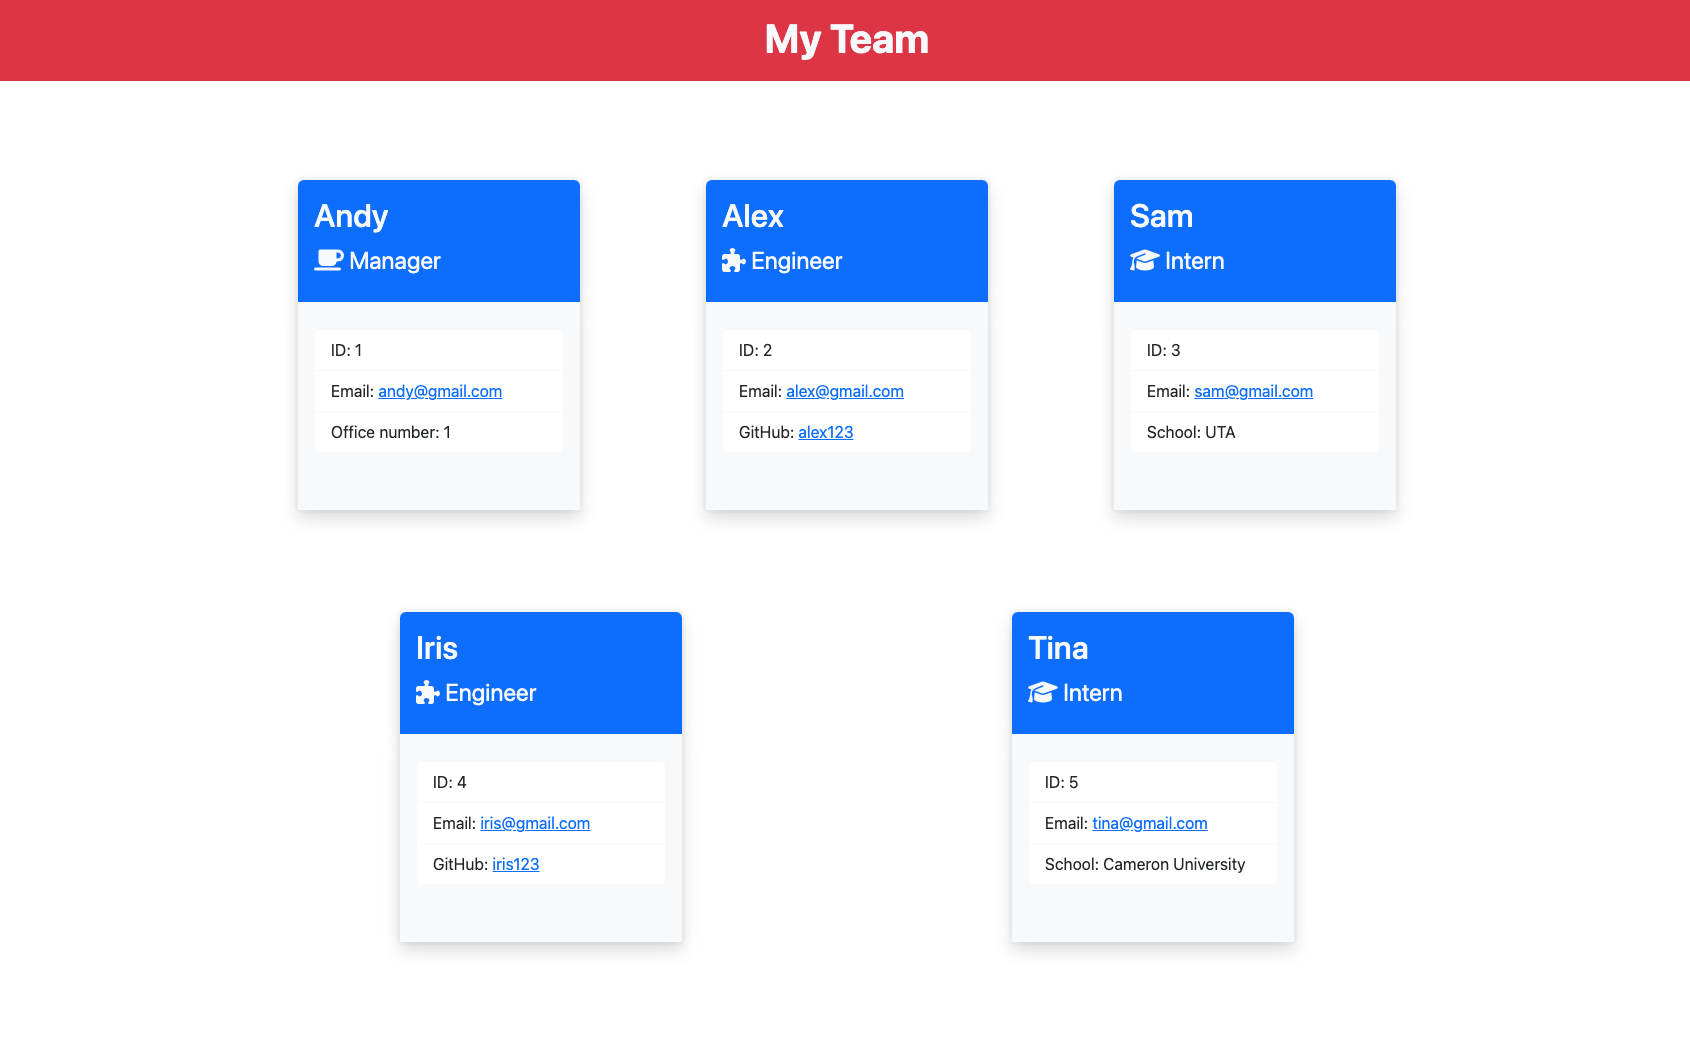 My Team
Andy
Manager
ID: 1
Email: andy@gmail.com
Office number: 1
Alex
Engineer
ID: 2
Email: alex@gmail.com
GitHub: alex123
Sam
Intern
ID: 3
Email: sam@gmail.com
School: UTA
Iris
Engineer
ID: 4
Email: iris@gmail.com
GitHub: iris123
Tina
Intern
ID: 5
Email: tina@gmail.com
School: Cameron University